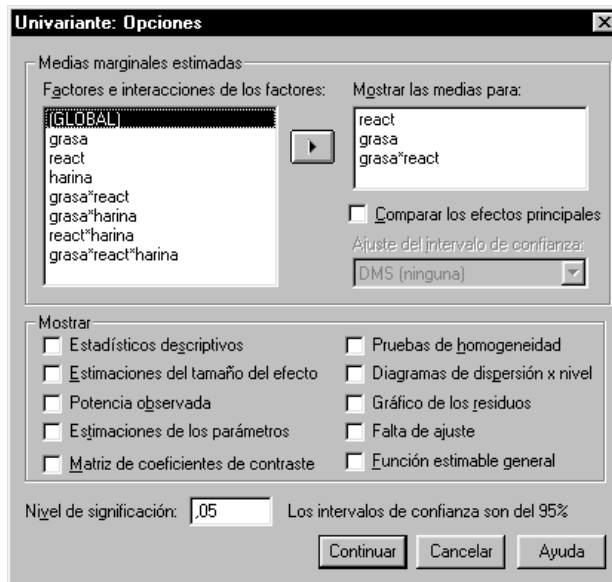 Univariante: Opciones
Medias marginales estimadas
Factores e interacciones de los factores:
(GLOBAL)
grasa
react
harina
grasa*react
grasa*harina
react*harina
grasa*react*harina
Mostrar las medias para:
react
grasa
grasa*react
Comparar los efectos principales
Ajuste del intervalo de confianza:
DMS (ninguna)
Mostrar
Estadísticos descriptivos
Estimaciones del tamaño del efecto
Potencia observada
Estimaciones de los parámetros
Matriz de coeficientes de contraste
Pruebas de homogeneidad
Diagramas de dispersión x nivel
Gráfico de los residuos
Falta de ajuste
Función estimable general
Nivel de significación: ,05 Los intervalos de confianza son del 95%
Continuar Cancelar Ayuda